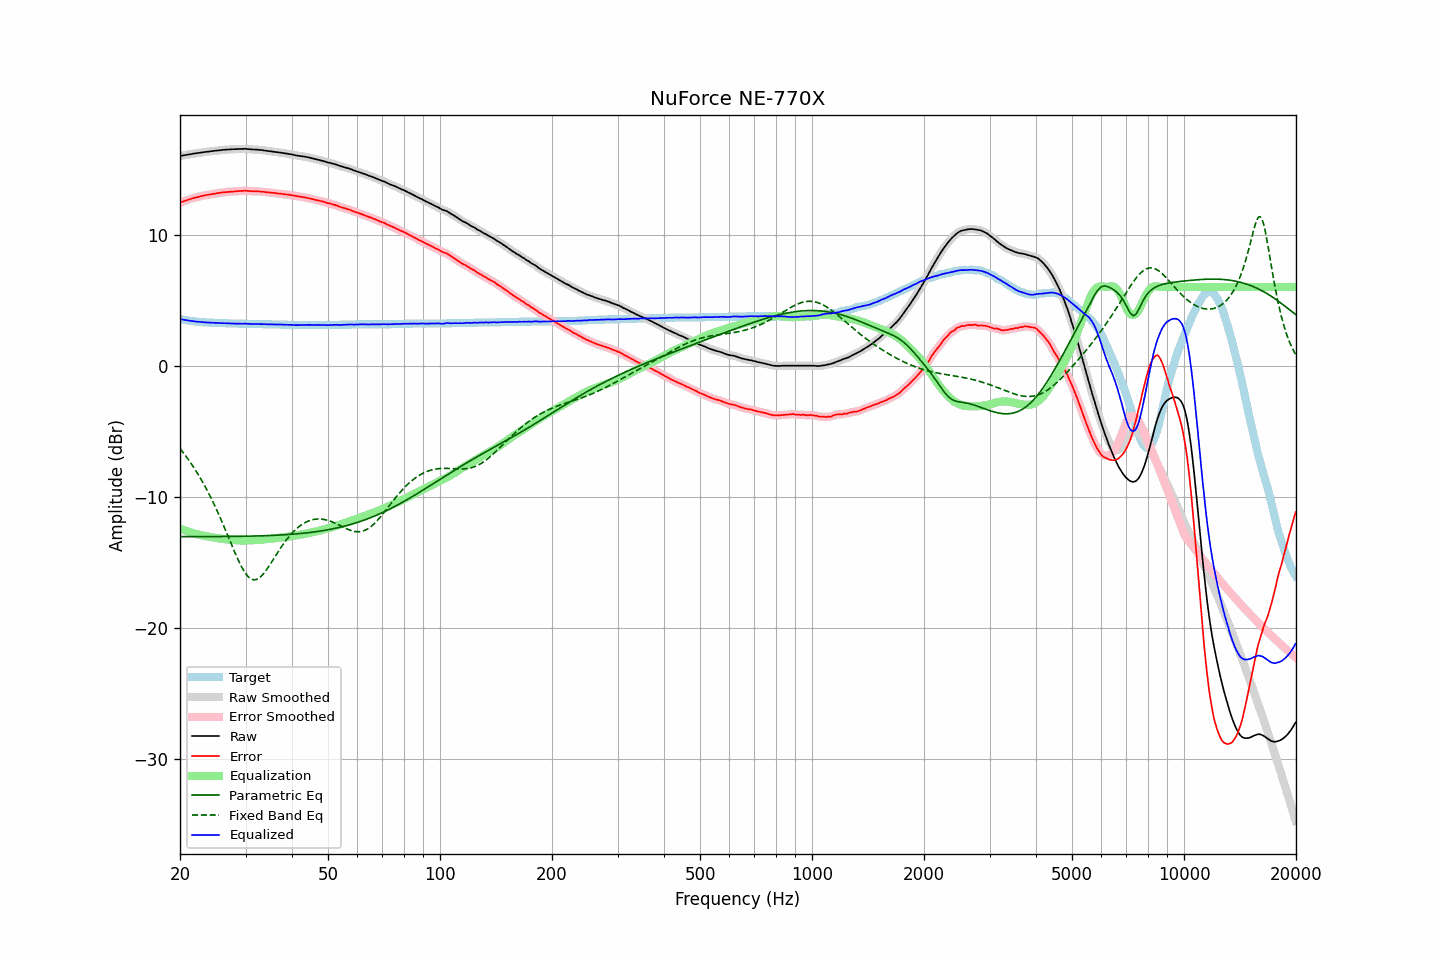 NuForce NE-770X
Amplitude (dBr)
10
0
−10
−20
−30
Target
Raw Smoothed
Error Smoothed
Raw
Error
Equalization
Parametric Eq
Fixed Band Eq
Equalized
20 50 100 200 500 1000 2000 5000 10000 20000
Frequency (Hz)